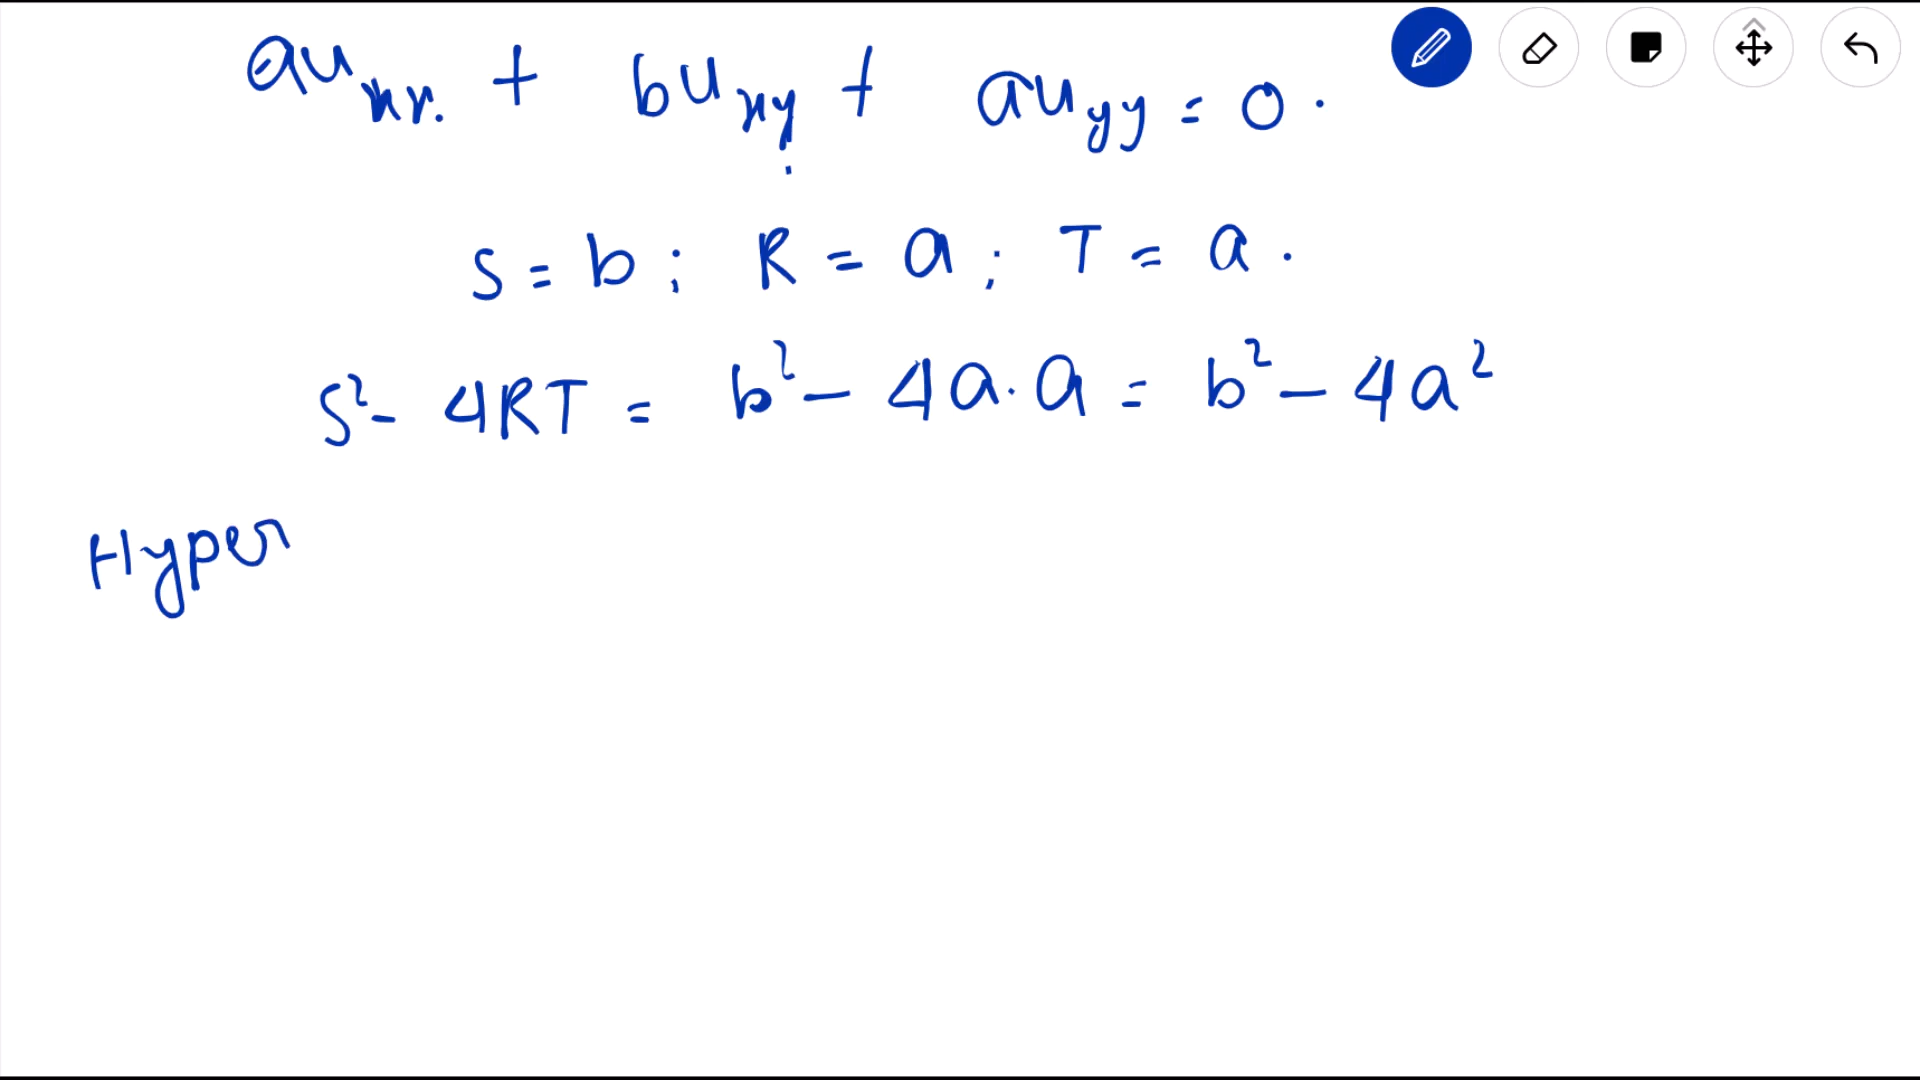 au_xx. + bu_xy + au_yy = 0.
S = b; R = a; T = a.
S² - 4RT = b² - 4a.a = b² - 4a²
Hyper